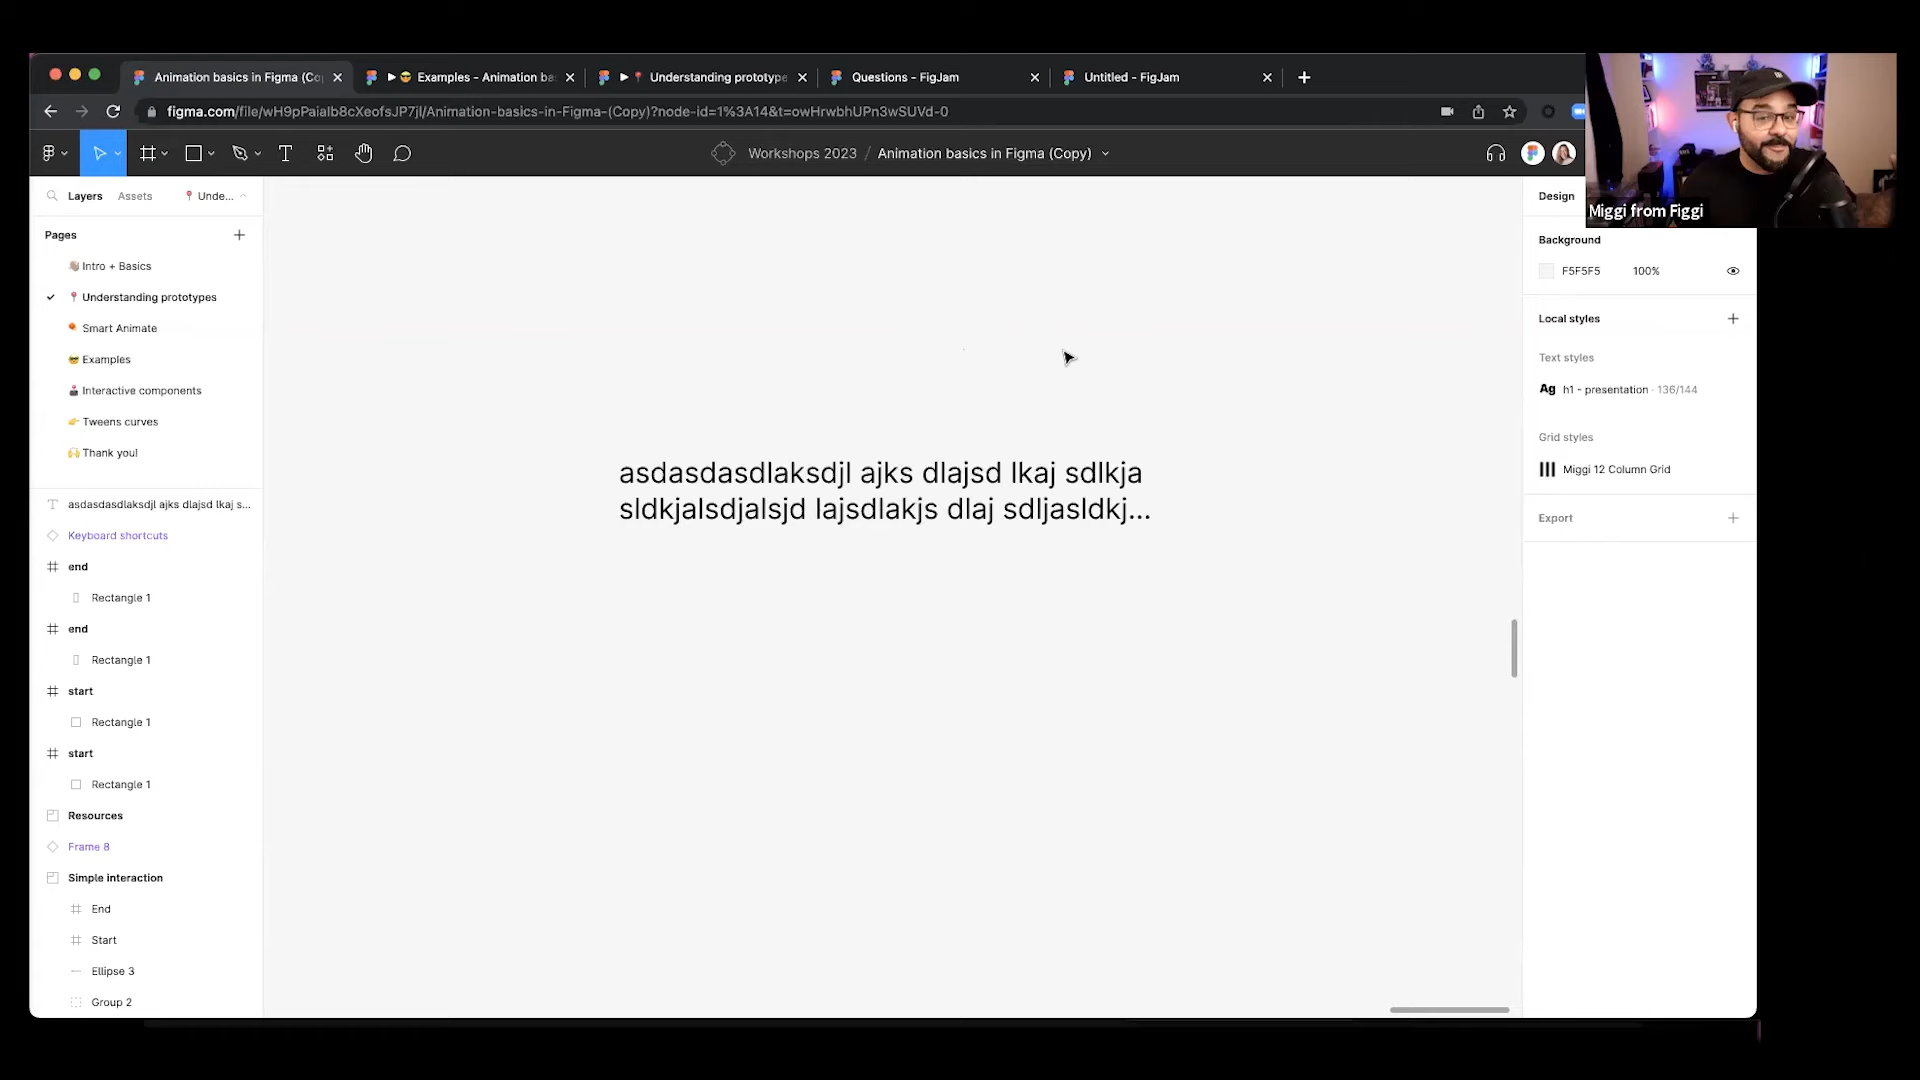 Animation basics in Figma (Co
Examples - Animation ba
Understanding prototype
Questions - FigJam
Untitled - FigJam
figma.com/file/wH9pPaiaIb8cXeofsJP7jl/Animation-basics-in-Figma-(Copy)?node-id=1%3A14&t=owHrwbhUPn3wSUVd-0
Workshops 2023 / Animation basics in Figma (Copy)
Miggi from Figgi
Layers
Assets
Unde...
Pages
Intro + Basics
Understanding prototypes
Smart Animate
Examples
Interactive components
Tweens curves
Thank you!
asdasdasdlaksdjl ajks dlajsd lkaj s...
Keyboard shortcuts
end
Rectangle 1
end
Rectangle 1
start
Rectangle 1
start
Rectangle 1
Resources
Frame 8
Simple interaction
End
Start
Ellipse 3
Group 2
asdasdasdlaksdjl ajks dlajsd lkaj sdlkja
sldkjalsdjalsjd lajsdlakjs dlaj sdljasldkj...
Design
Background
F5F5F5 100%
Local styles
Text styles
Ag h1 - presentation · 136/144
Grid styles
Miggi 12 Column Grid
Export